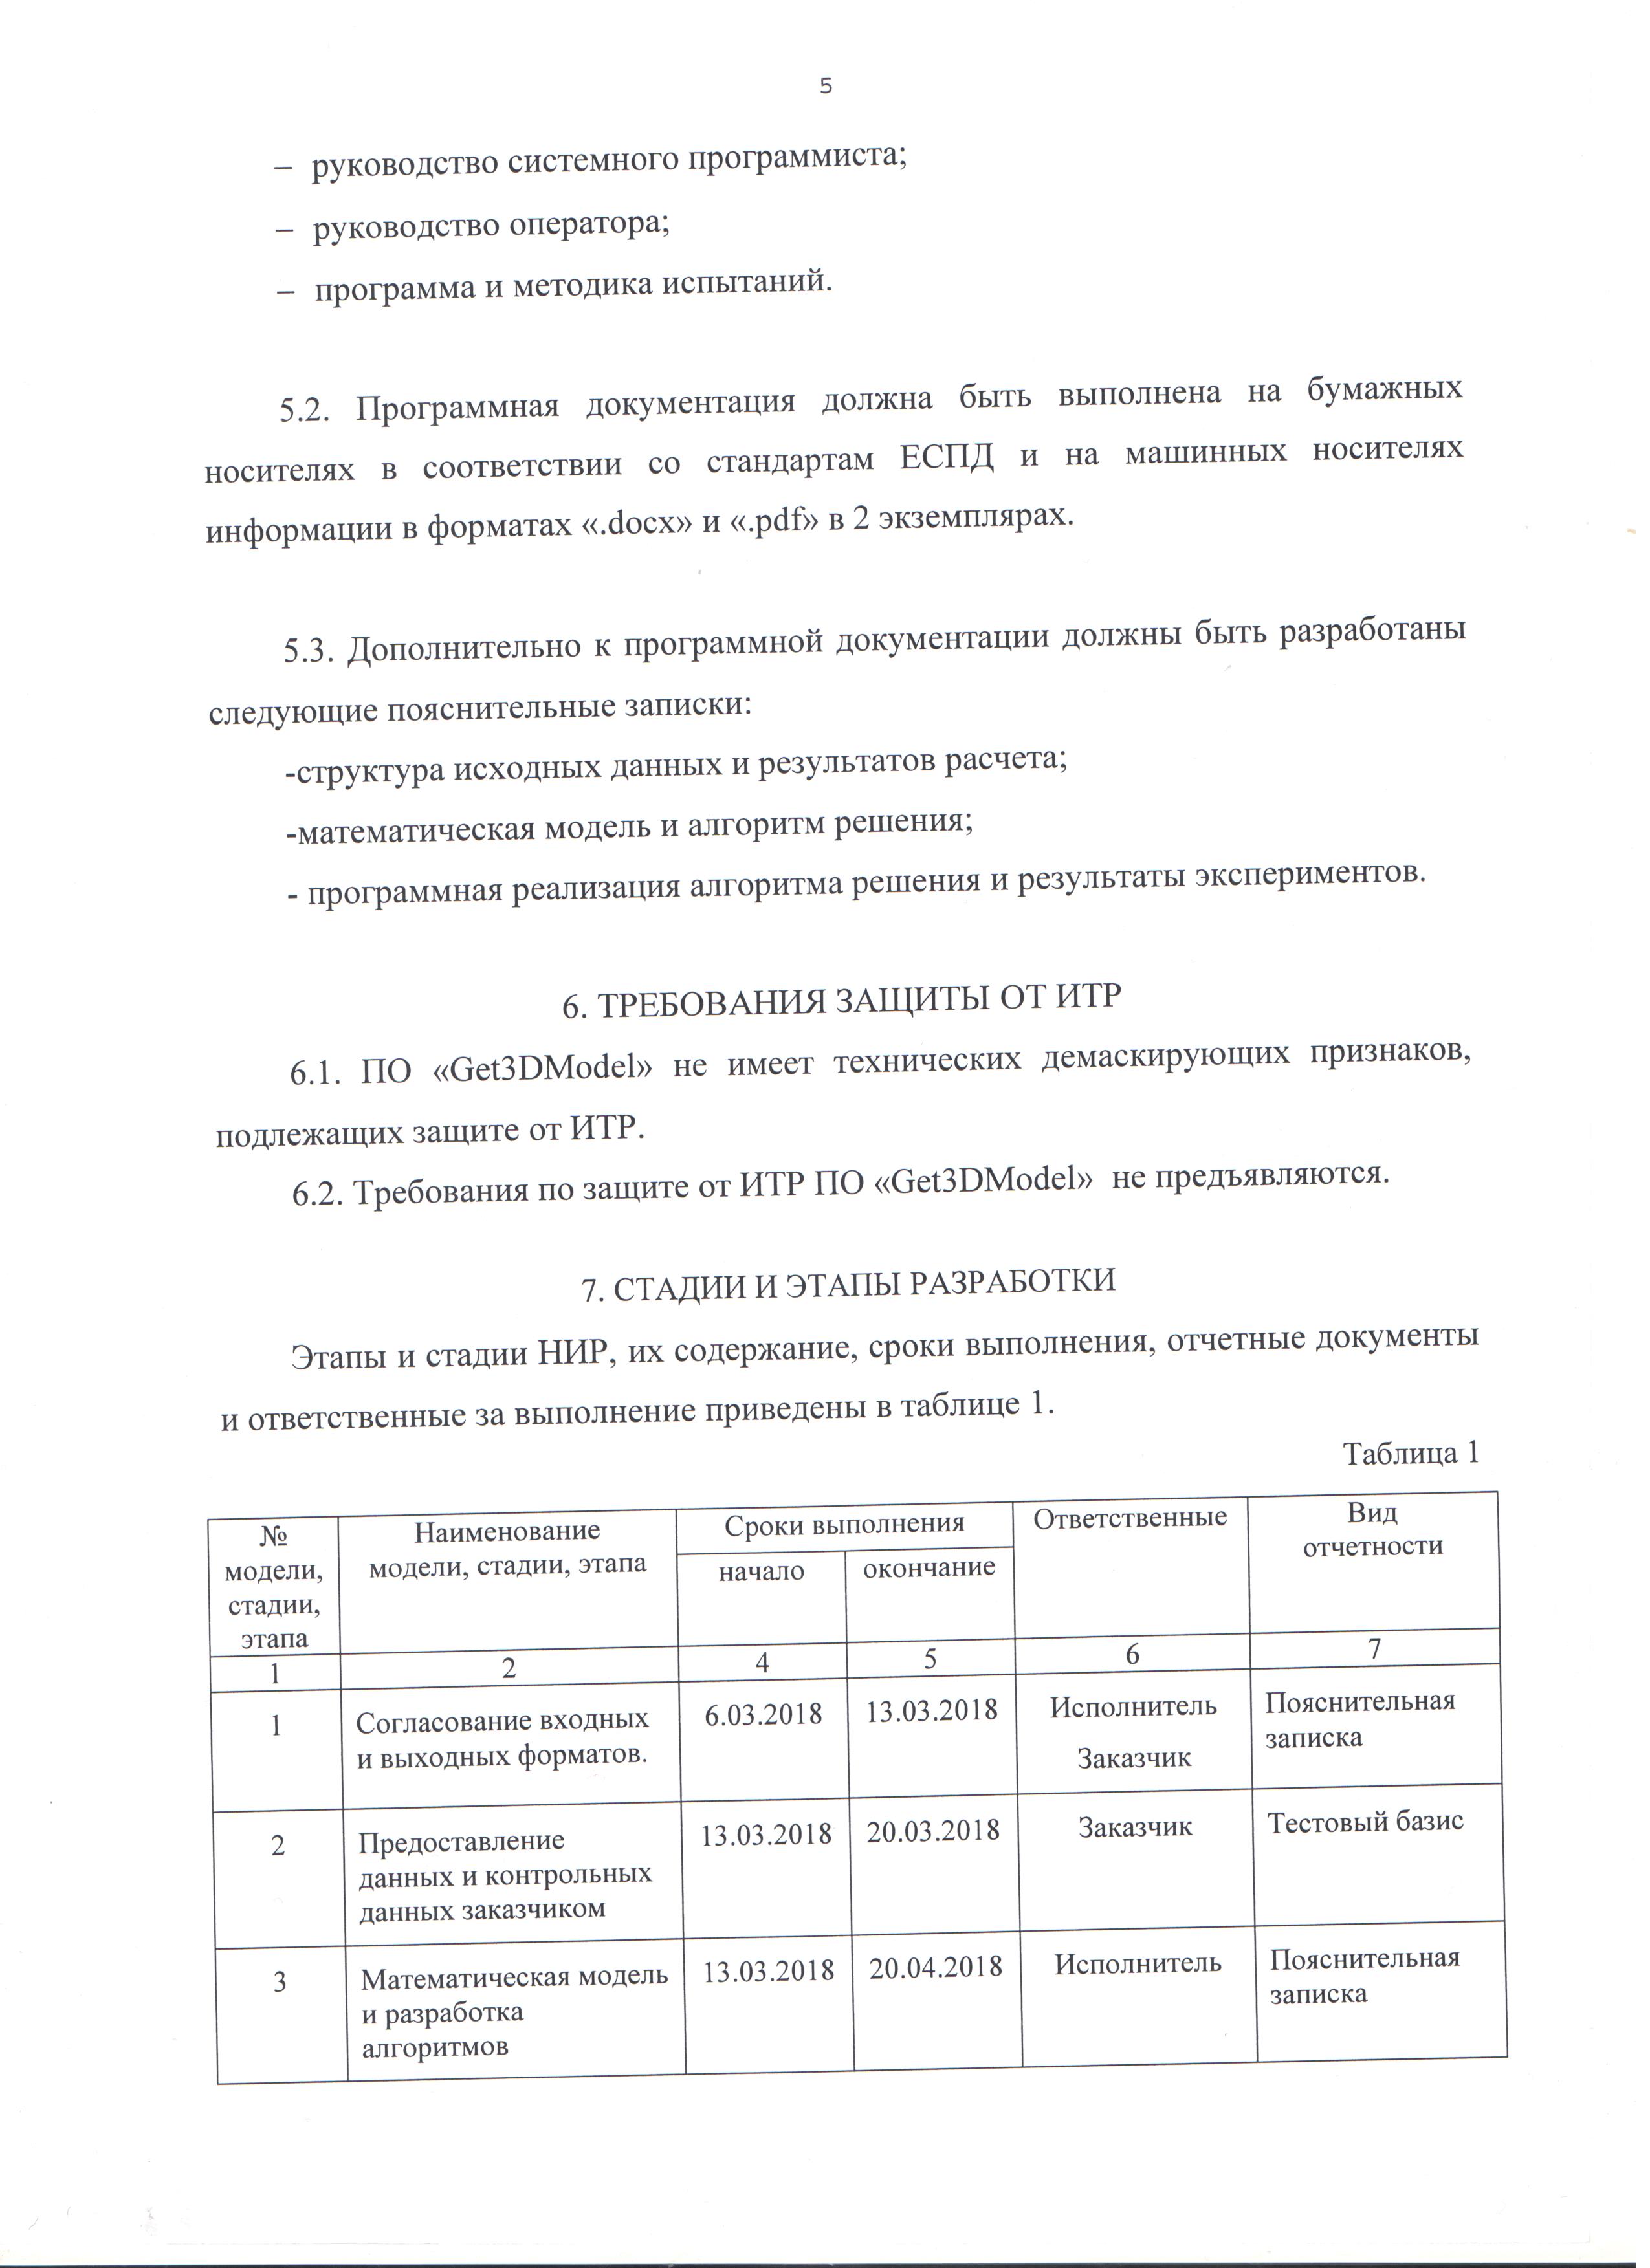 5
– руководство системного программиста;
– руководство оператора;
– программа и методика испытаний.
5.2. Программная документация должна быть выполнена на бумажных
носителях в соответствии со стандартам ЕСПД и на машинных носителях
информации в форматах «.docx» и «.pdf» в 2 экземплярах.
5.3. Дополнительно к программной документации должны быть разработаны
следующие пояснительные записки:
-структура исходных данных и результатов расчета;
-математическая модель и алгоритм решения;
- программная реализация алгоритма решения и результаты экспериментов.
6. ТРЕБОВАНИЯ ЗАЩИТЫ ОТ ИТР
6.1. ПО «Get3DModel» не имеет технических демаскирующих признаков,
подлежащих защите от ИТР.
6.2. Требования по защите от ИТР ПО «Get3DModel» не предъявляются.
7. СТАДИИ И ЭТАПЫ РАЗРАБОТКИ
Этапы и стадии НИР, их содержание, сроки выполнения, отчетные документы
и ответственные за выполнение приведены в таблице 1.
Таблица 1
№
модели,
стадии,
этапа
Наименование
модели, стадии, этапа
Сроки выполнения
начало
окончание
Ответственные
Вид
отчетности
1 2 4 5 6 7
1
Согласование входных
и выходных форматов.
6.03.2018
13.03.2018
Исполнитель
Заказчик
Пояснительная
записка
2
Предоставление
данных и контрольных
данных заказчиком
13.03.2018
20.03.2018
Заказчик
Тестовый базис
3
Математическая модель
и разработка
алгоритмов
13.03.2018
20.04.2018
Исполнитель
Пояснительная
записка